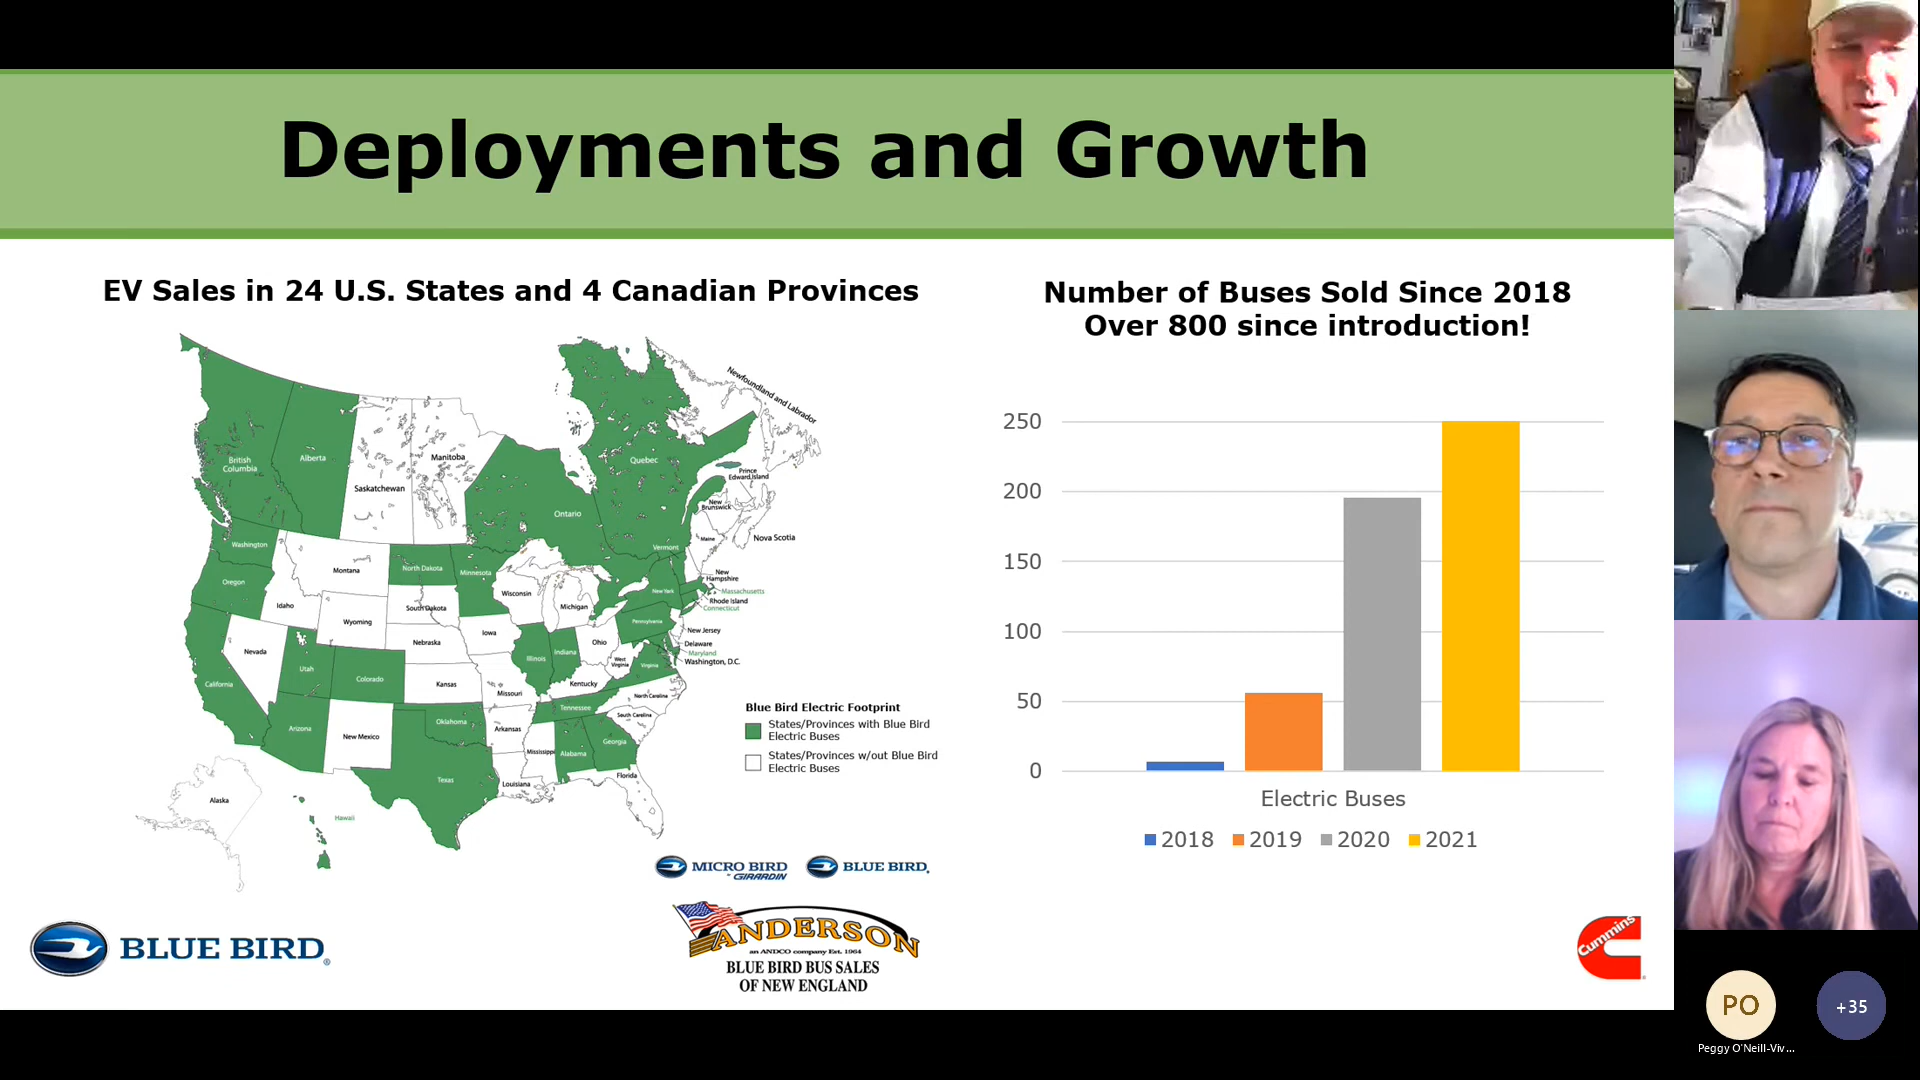 Deployments and Growth
EV Sales in 24 U.S. States and 4 Canadian Provinces
Newfoundland and Labrador
British
Columbia
Alberta
Saskatchewan
Manitoba
Ontario
Quebec
Prince
Edward Island
New
Brunswick
Nova Scotia
Maine
Vermont
New
Hampshire
Massachusetts
Rhode Island
Connecticut
New York
Washington
Oregon
Idaho
Montana
North Dakota
Minnesota
Wisconsin
Michigan
South Dakota
Wyoming
Nebraska
Iowa
Nevada
Utah
Colorado
California
Kansas
Missouri
Illinois
Indiana
Ohio
Pennsylvania
New Jersey
Delaware
Maryland
Washington, D.C.
West
Virginia
Virginia
Kentucky
North Carolina
Tennessee
South Carolina
Arizona
New Mexico
Oklahoma
Arkansas
Texas
Louisiana
Mississippi
Alabama
Georgia
Florida
Alaska
Hawaii
Blue Bird Electric Footprint
States/Provinces with Blue Bird
Electric Buses
States/Provinces w/out Blue Bird
Electric Buses
MICRO BIRD
by GIRARDIN
BLUE BIRD.
Number of Buses Sold Since 2018
Over 800 since introduction!
250
200
150
100
50
0
Electric Buses
2018 2019 2020 2021
BLUE BIRD®
ANDERSON
an ANDCO company Est. 1964
BLUE BIRD BUS SALES
OF NEW ENGLAND
Cummins
PO
+35
Peggy O'Neill-Viv...